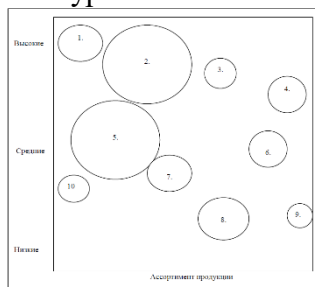 Высокие
1.
2.
3.
4.
Средние
5.
6.
7.
10
8.
9.
Низкие
Ассортимент продукции